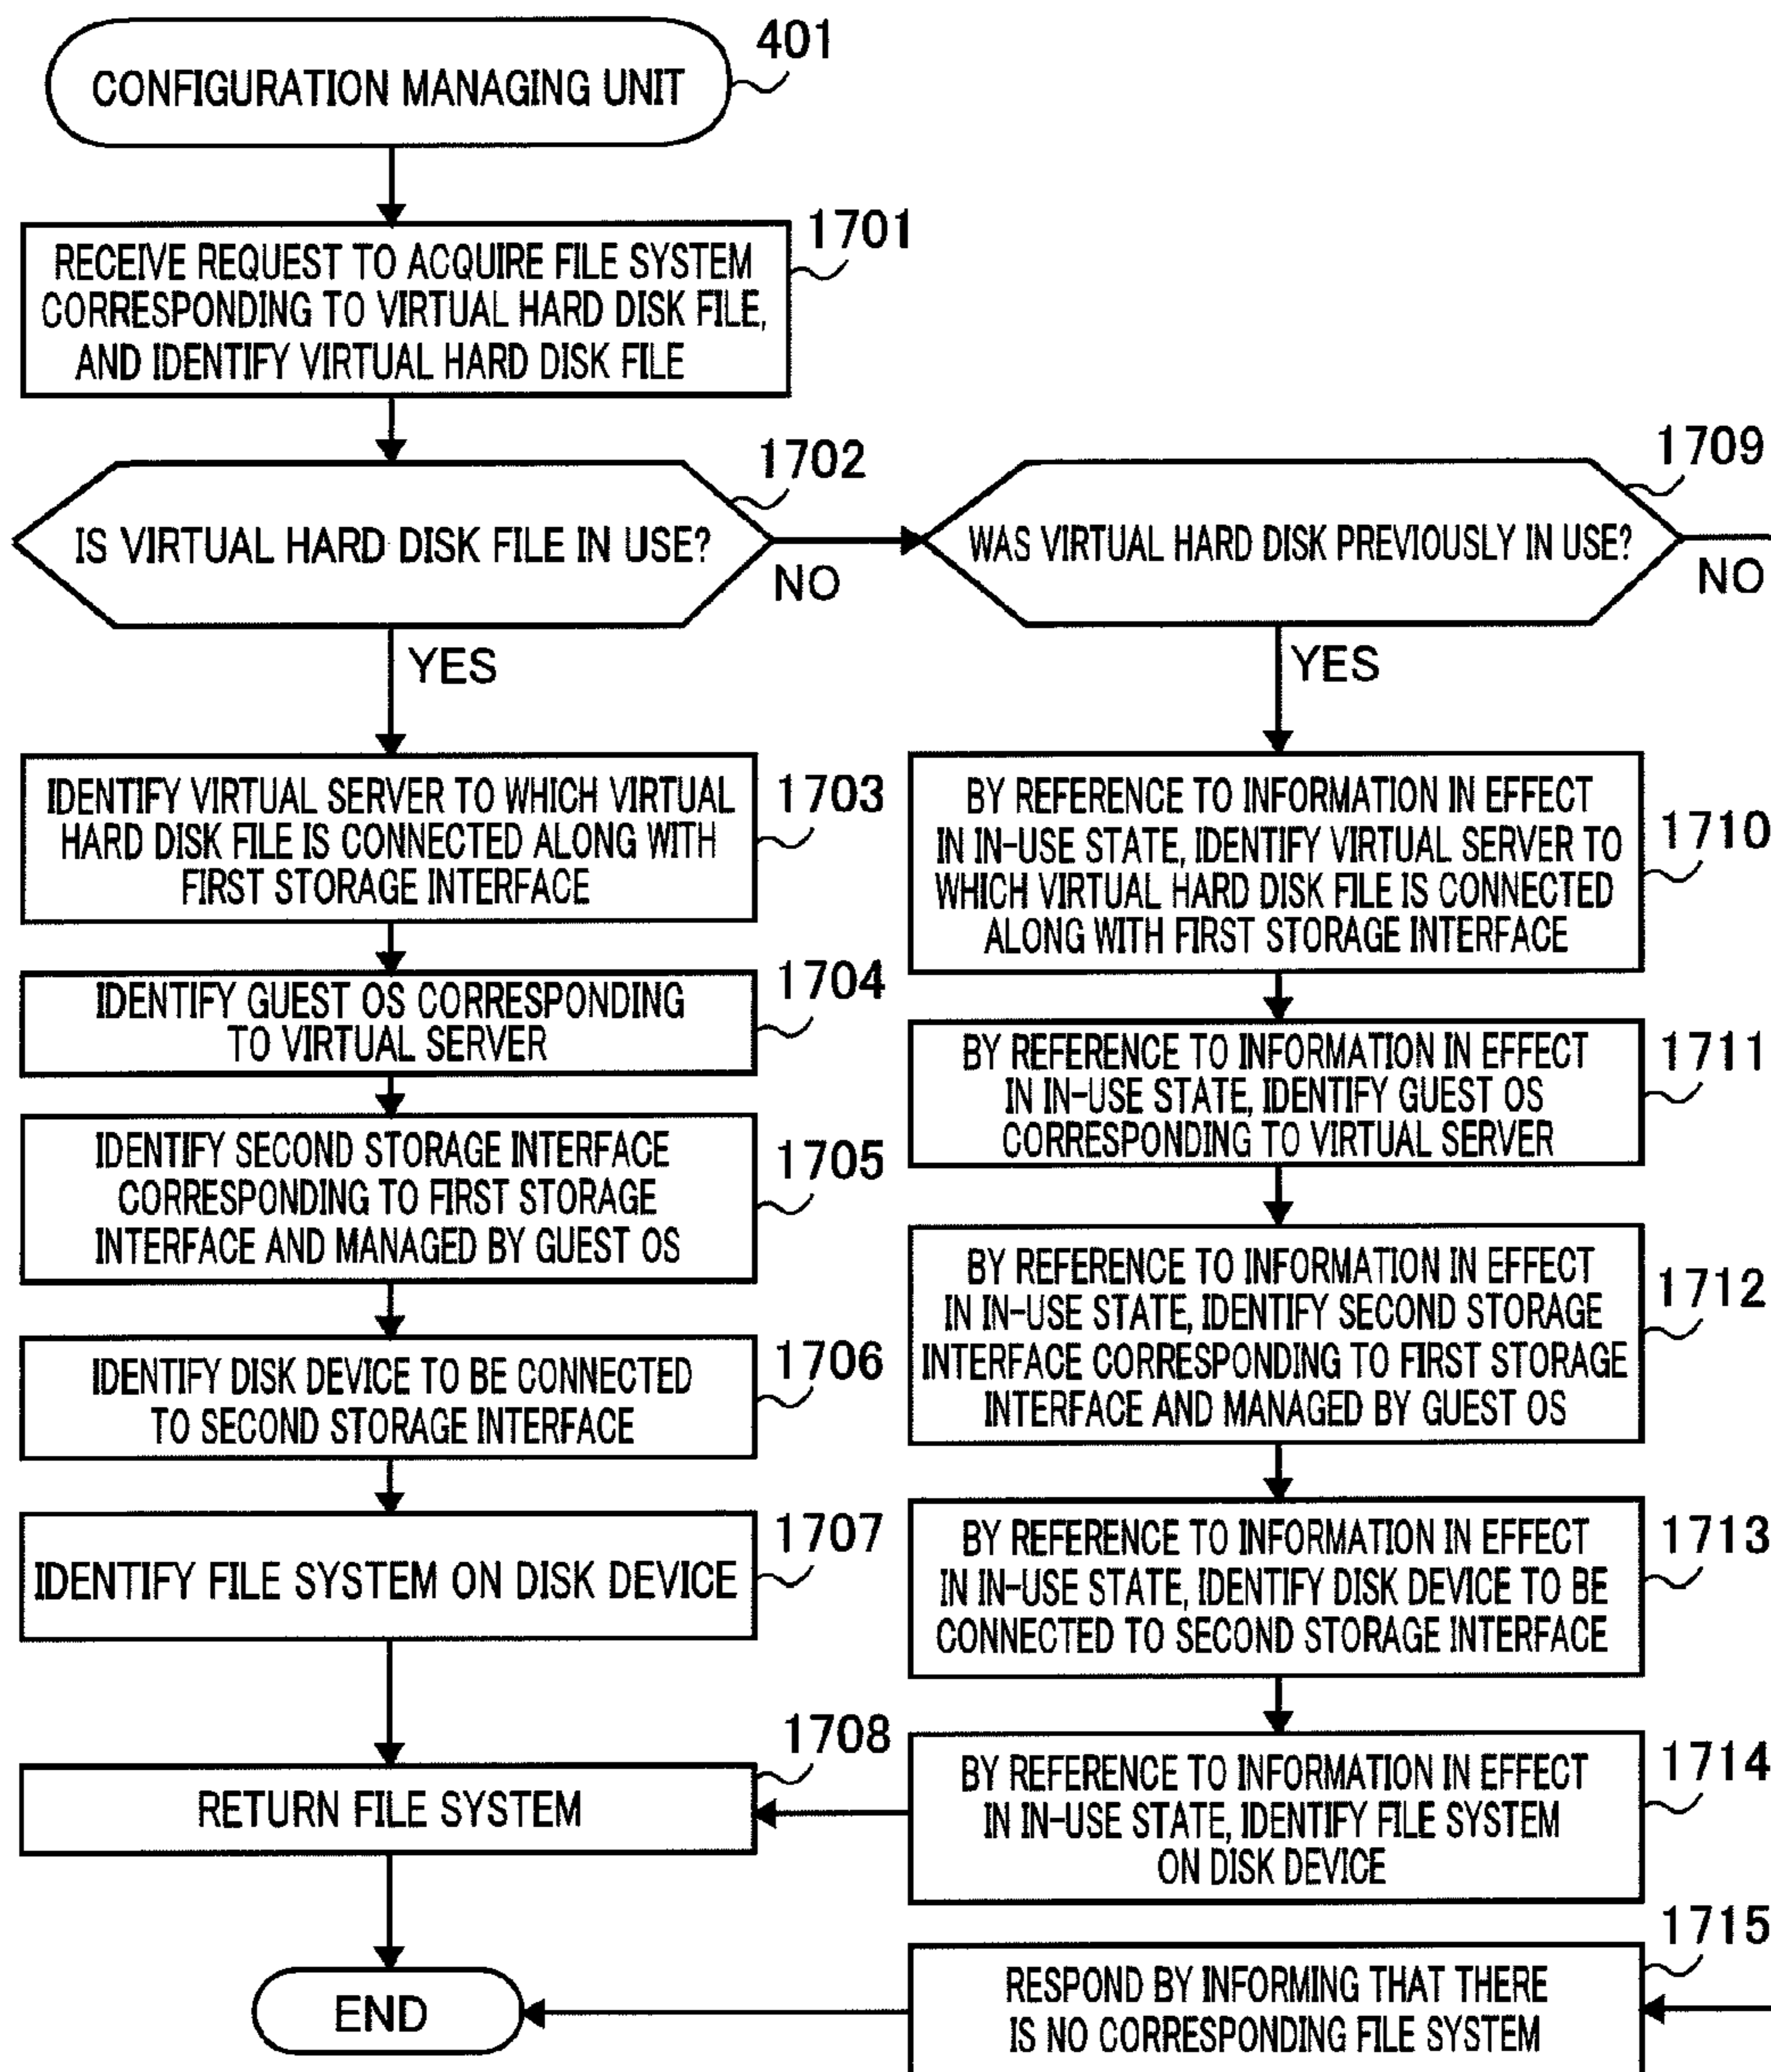 CONFIGURATION MANAGING UNIT
401
RECEIVE REQUEST TO ACQUIRE FILE SYSTEM
CORRESPONDING TO VIRTUAL HARD DISK FILE,
AND IDENTIFY VIRTUAL HARD DISK FILE
1701
IS VIRTUAL HARD DISK FILE IN USE?
1702
NO
YES
IDENTIFY VIRTUAL SERVER TO WHICH VIRTUAL
HARD DISK FILE IS CONNECTED ALONG WITH
FIRST STORAGE INTERFACE
1703
IDENTIFY GUEST OS CORRESPONDING
TO VIRTUAL SERVER
1704
IDENTIFY SECOND STORAGE INTERFACE
CORRESPONDING TO FIRST STORAGE
INTERFACE AND MANAGED BY GUEST OS
1705
IDENTIFY DISK DEVICE TO BE CONNECTED
TO SECOND STORAGE INTERFACE
1706
IDENTIFY FILE SYSTEM ON DISK DEVICE
1707
RETURN FILE SYSTEM
1708
END
WAS VIRTUAL HARD DISK PREVIOUSLY IN USE?
1709
NO
YES
BY REFERENCE TO INFORMATION IN EFFECT
IN IN-USE STATE, IDENTIFY VIRTUAL SERVER TO
WHICH VIRTUAL HARD DISK FILE IS CONNECTED
ALONG WITH FIRST STORAGE INTERFACE
1710
BY REFERENCE TO INFORMATION IN EFFECT
IN IN-USE STATE, IDENTIFY GUEST OS
CORRESPONDING TO VIRTUAL SERVER
1711
BY REFERENCE TO INFORMATION IN EFFECT
IN IN-USE STATE, IDENTIFY SECOND STORAGE
INTERFACE CORRESPONDING TO FIRST STORAGE
INTERFACE AND MANAGED BY GUEST OS
1712
BY REFERENCE TO INFORMATION IN EFFECT
IN IN-USE STATE, IDENTIFY DISK DEVICE TO BE
CONNECTED TO SECOND STORAGE INTERFACE
1713
BY REFERENCE TO INFORMATION IN EFFECT
IN IN-USE STATE, IDENTIFY FILE SYSTEM
ON DISK DEVICE
1714
RESPOND BY INFORMING THAT THERE
IS NO CORRESPONDING FILE SYSTEM
1715